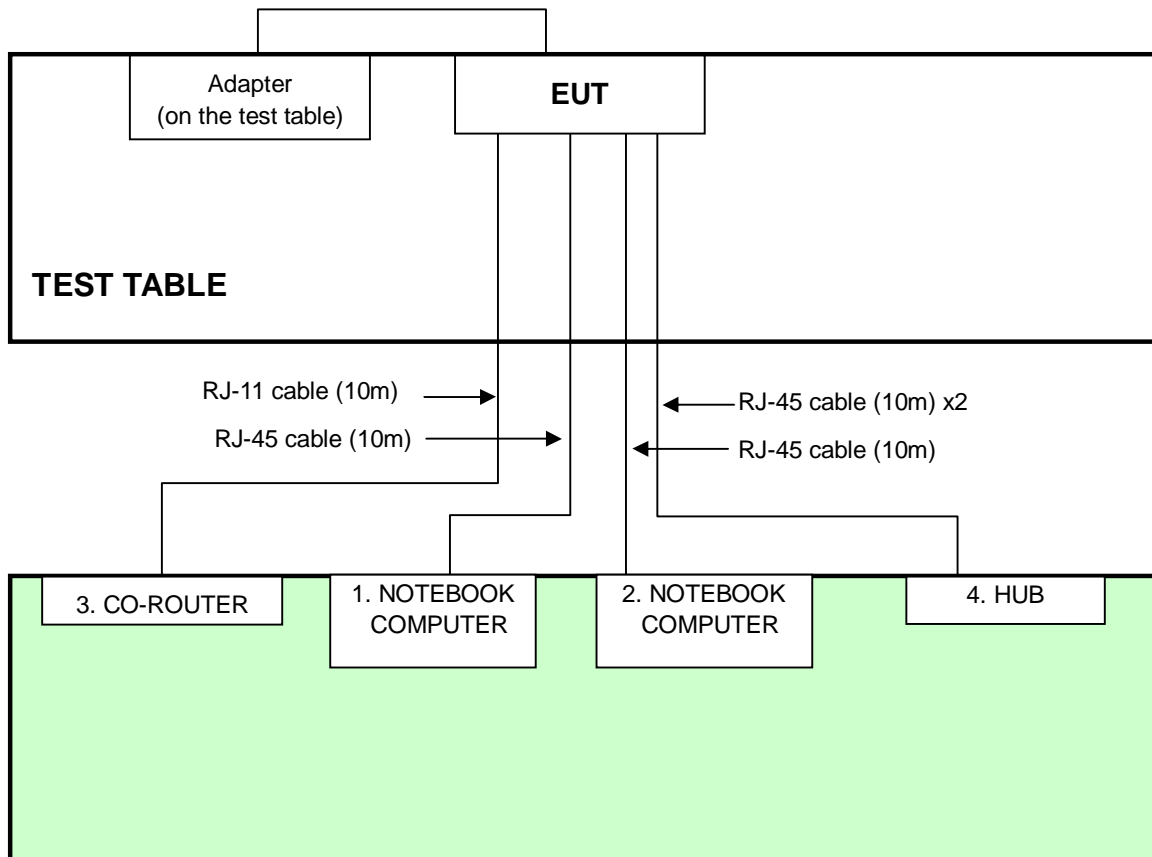 Adapter
(on the test table)
EUT
TEST TABLE
RJ-11 cable (10m)
RJ-45 cable (10m)
RJ-45 cable (10m) x2
RJ-45 cable (10m)
3. CO-ROUTER
1. NOTEBOOK
COMPUTER
2. NOTEBOOK
COMPUTER
4. HUB